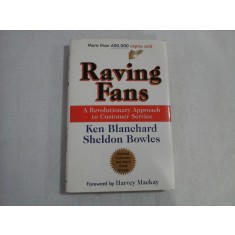 More than 400,000 copies sold
Raving
Fans
A Revolutionary Approach
to Customer Service
Ken Blanchard
Sheldon Bowles
Foreword by Harvey Mackay